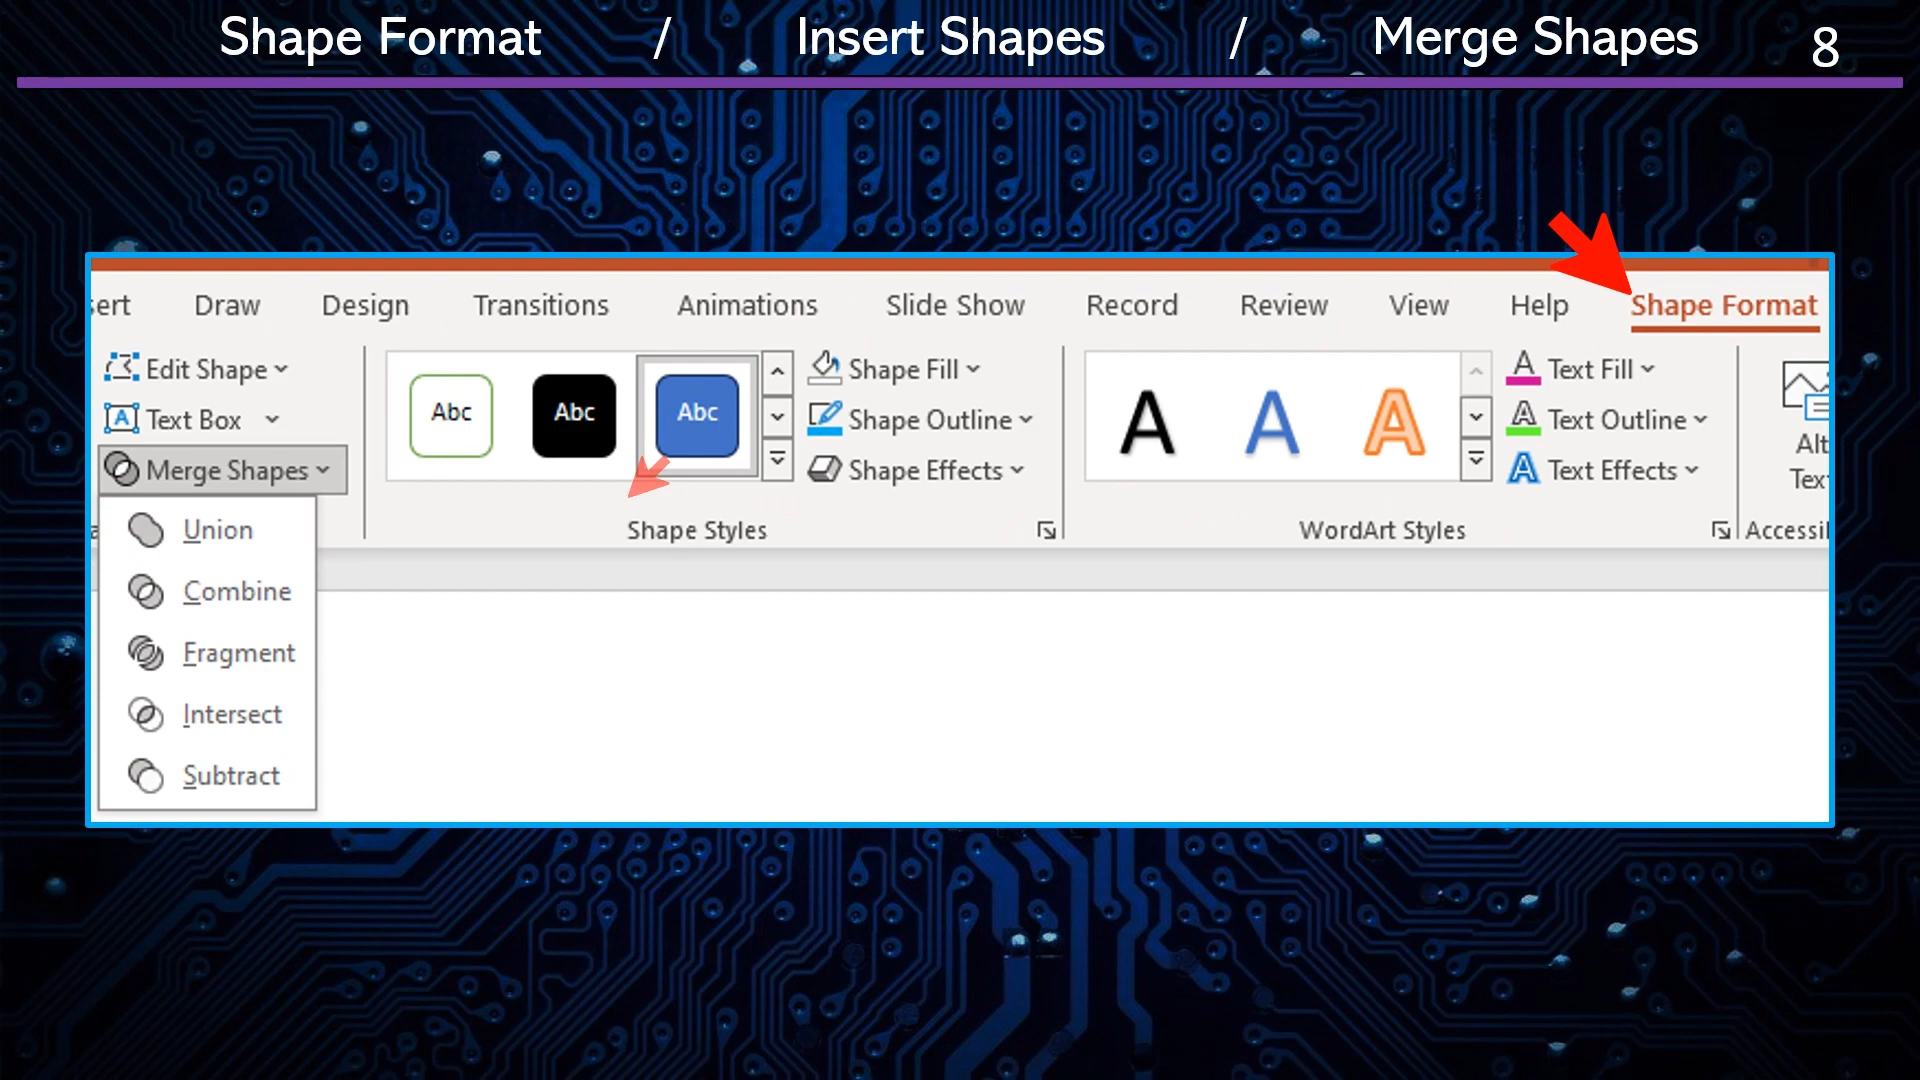 Shape Format / Insert Shapes / Merge Shapes 8
sert Draw Design Transitions Animations Slide Show Record Review View Help Shape Format
Edit Shape
Text Box
Merge Shapes
Union
Combine
Fragment
Intersect
Subtract
Abc Abc Abc
Shape Fill
Shape Outline
Shape Effects
Shape Styles
A A A
Text Fill
Text Outline
Text Effects
WordArt Styles
Alt
Tex
Accessil